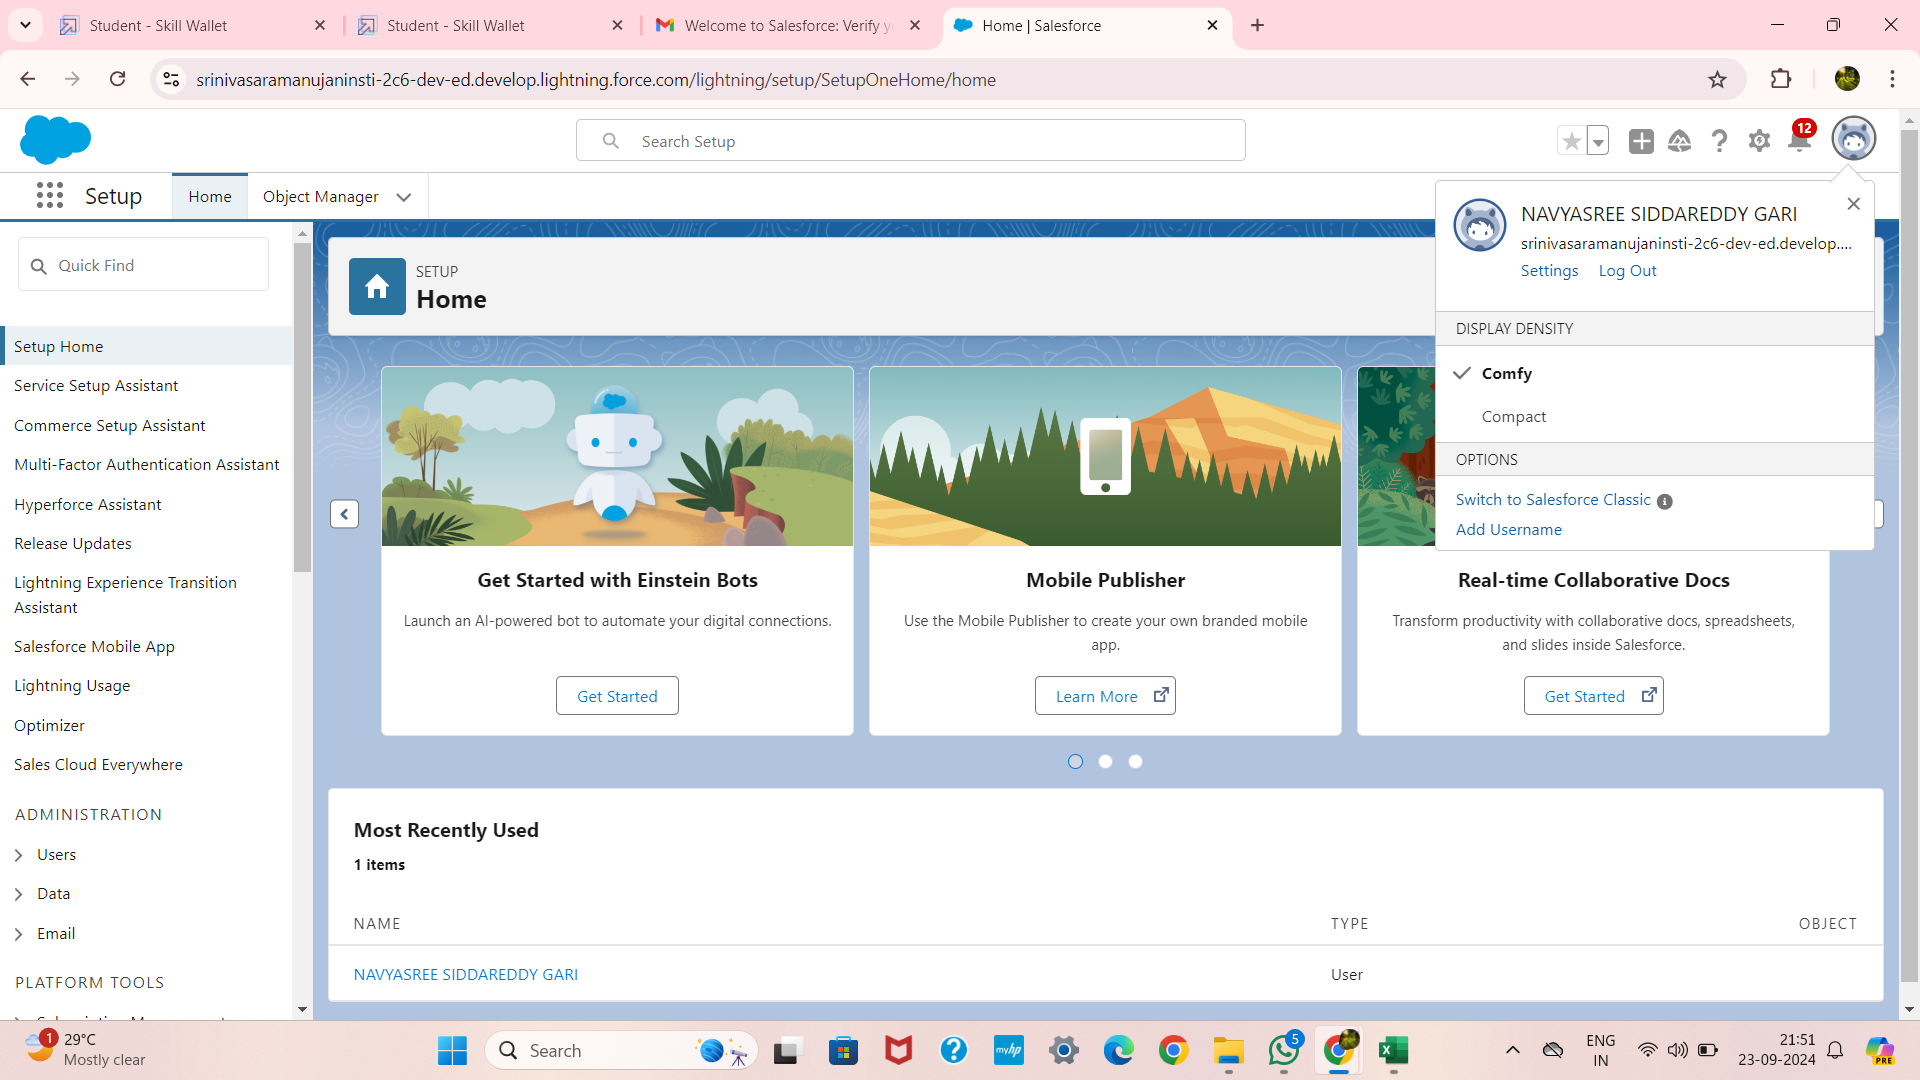 Student - Skill Wallet
Student - Skill Wallet
Welcome to Salesforce: Verify y
Home | Salesforce
srinivasaramanujaninsti-2c6-dev-ed.develop.lightning.force.com/lightning/setup/SetupOneHome/home
Search Setup
12
Setup
Home
Object Manager
Quick Find
Setup Home
Service Setup Assistant
Commerce Setup Assistant
Multi-Factor Authentication Assistant
Hyperforce Assistant
Release Updates
Lightning Experience Transition
Assistant
Salesforce Mobile App
Lightning Usage
Optimizer
Sales Cloud Everywhere
ADMINISTRATION
Users
Data
Email
PLATFORM TOOLS
SETUP
Home
NAVYASREE SIDDAREDDY GARI
srinivasaramanujaninsti-2c6-dev-ed.develop....
Settings Log Out
DISPLAY DENSITY
Comfy
Compact
OPTIONS
Switch to Salesforce Classic
Add Username
Get Started with Einstein Bots
Launch an AI-powered bot to automate your digital connections.
Get Started
Mobile Publisher
Use the Mobile Publisher to create your own branded mobile
app.
Learn More
Real-time Collaborative Docs
Transform productivity with collaborative docs, spreadsheets,
and slides inside Salesforce.
Get Started
Most Recently Used
1 items
NAME TYPE OBJECT
NAVYASREE SIDDAREDDY GARI User
1
29°C
Mostly clear
Search
myhp
5
ENG
IN
21:51
23-09-2024
PRE